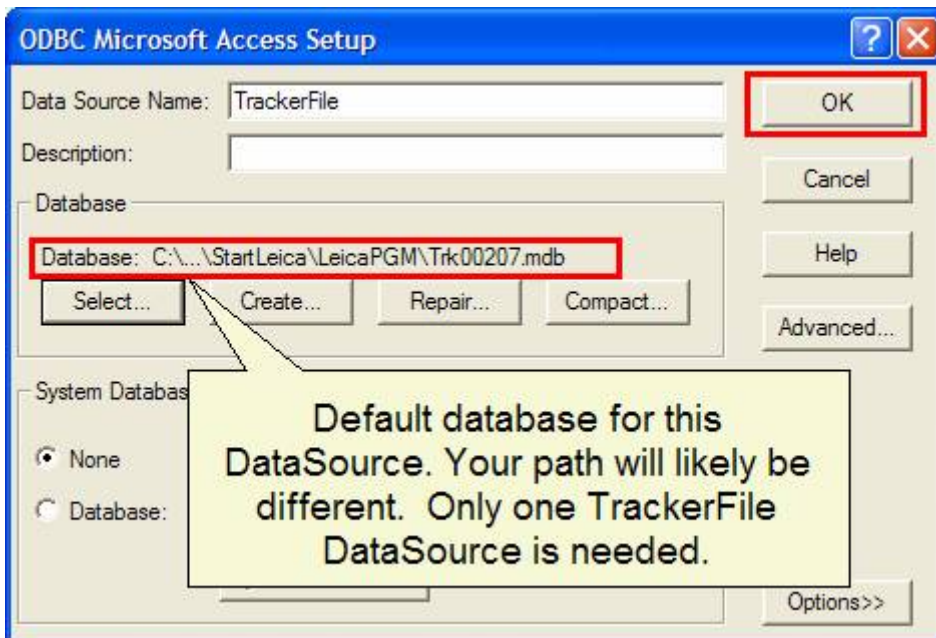 ODBC Microsoft Access Setup
Data Source Name: TrackerFile
OK
Description:
Cancel
Database
Database: C:\...\StartLeica\LeicaPGM\Trk00207.mdb
Help
Select...
Create...
Repair...
Compact...
Advanced...
System Databas
None
Database:
Default database for this
DataSource. Your path will likely be
different. Only one TrackerFile
DataSource is needed.
Options>>